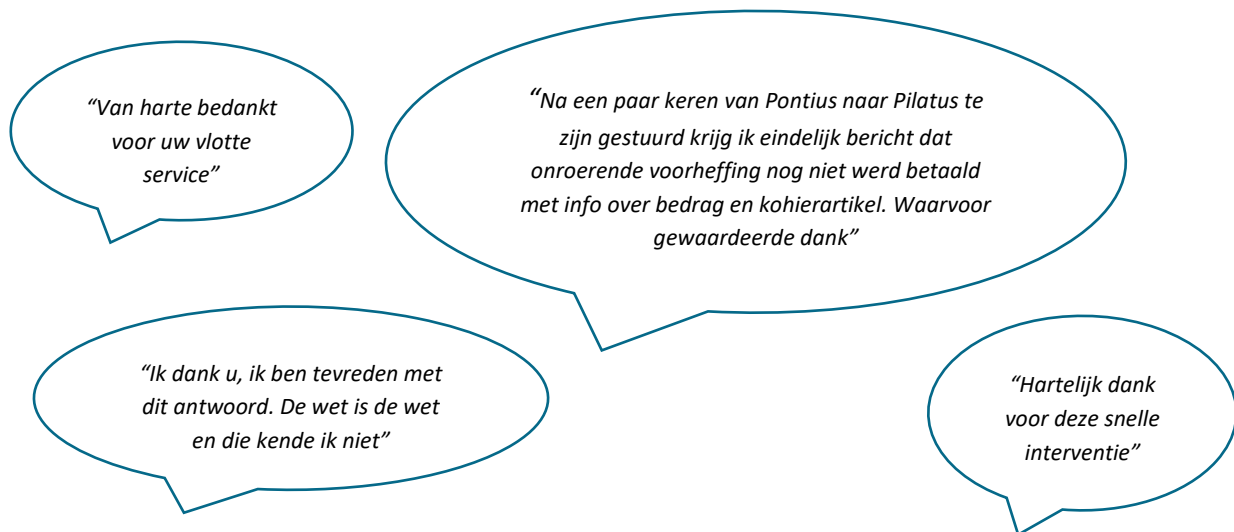 “Van harte bedankt
voor uw vlotte
service”
“Na een paar keren van Pontius naar Pilatus te
zijn gestuurd krijg ik eindelijk bericht dat
onroerende voorheffing nog niet werd betaald
met info over bedrag en kohierartikel. Waarvoor
gewaardeerde dank”
“Ik dank u, ik ben tevreden met
dit antwoord. De wet is de wet
en die kende ik niet”
“Hartelijk dank
voor deze snelle
interventie”